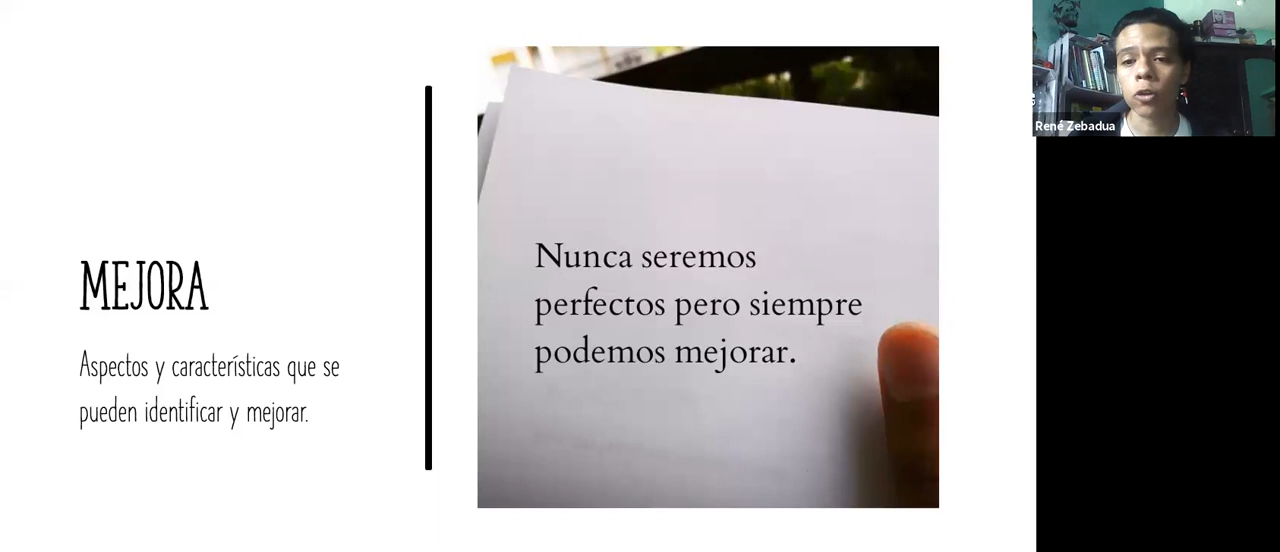 MEJORA
Aspectos y características que se
pueden identificar y mejorar.
Nunca seremos
perfectos pero siempre
podemos mejorar.
René Zebadua